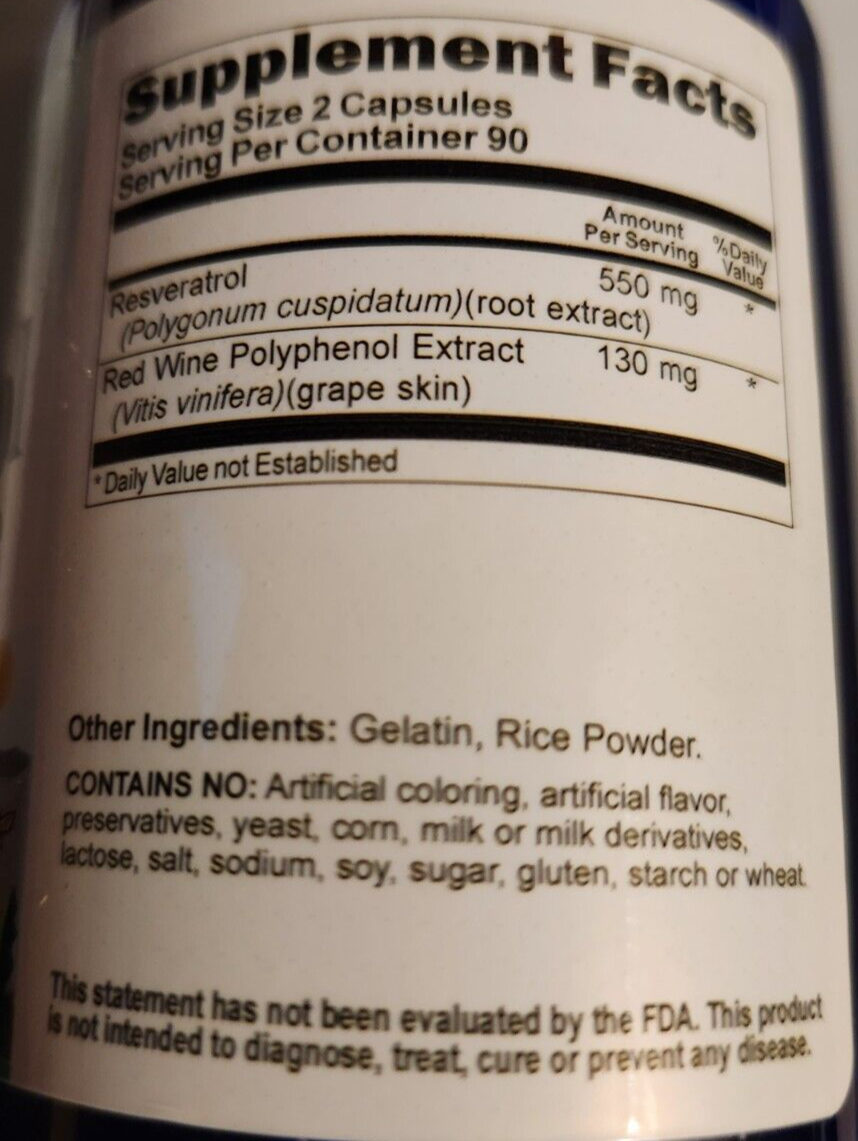 Supplement Facts
Serving Size 2 Capsules
Serving Per Container 90
Amount Per Serving %Daily Value
Resveratrol 550 mg *
(Polygonum cuspidatum)(root extract)
Red Wine Polyphenol Extract 130 mg *
(Vitis vinifera)(grape skin)
*Daily Value not Established
Other Ingredients: Gelatin, Rice Powder.
CONTAINS NO: Artificial coloring, artificial flavor,
preservatives, yeast, corn, milk or milk derivatives,
lactose, salt, sodium, soy, sugar, gluten, starch or wheat.
This statement has not been evaluated by the FDA. This product
is not intended to diagnose, treat, cure or prevent any disease.